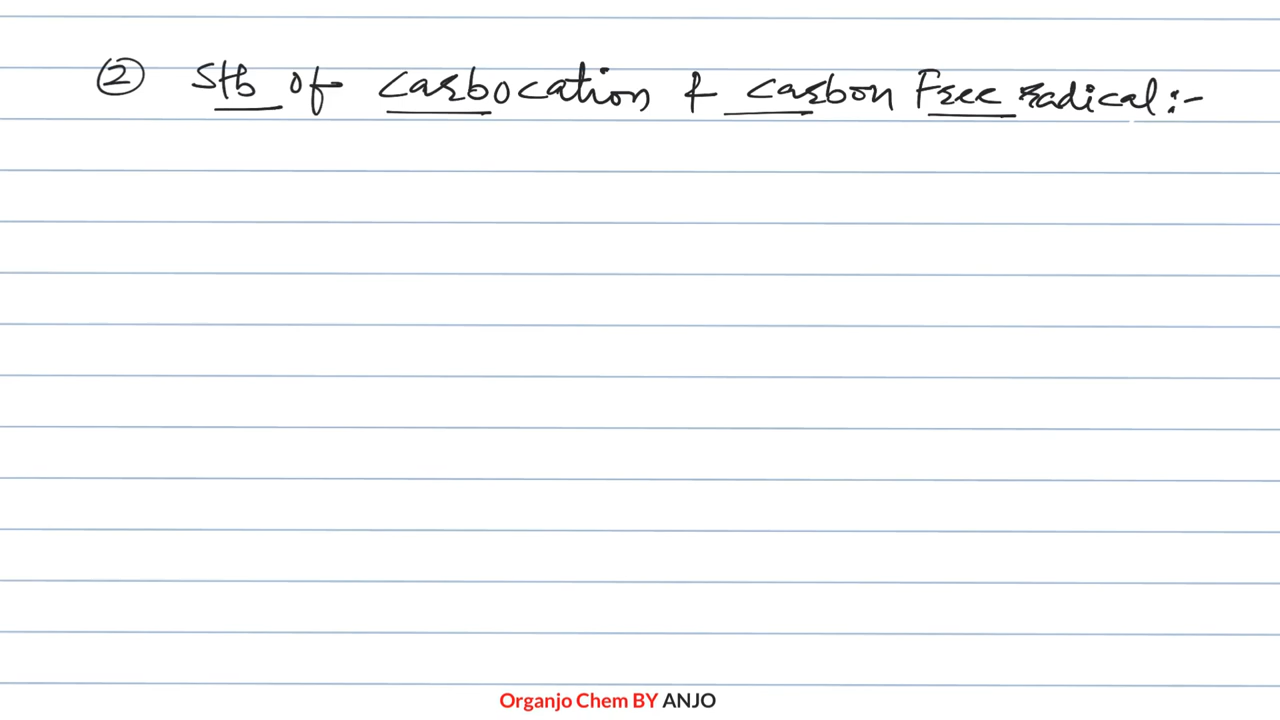 ② Stb of carbocation & carbon Free radical :-
Organjo Chem BY ANJO